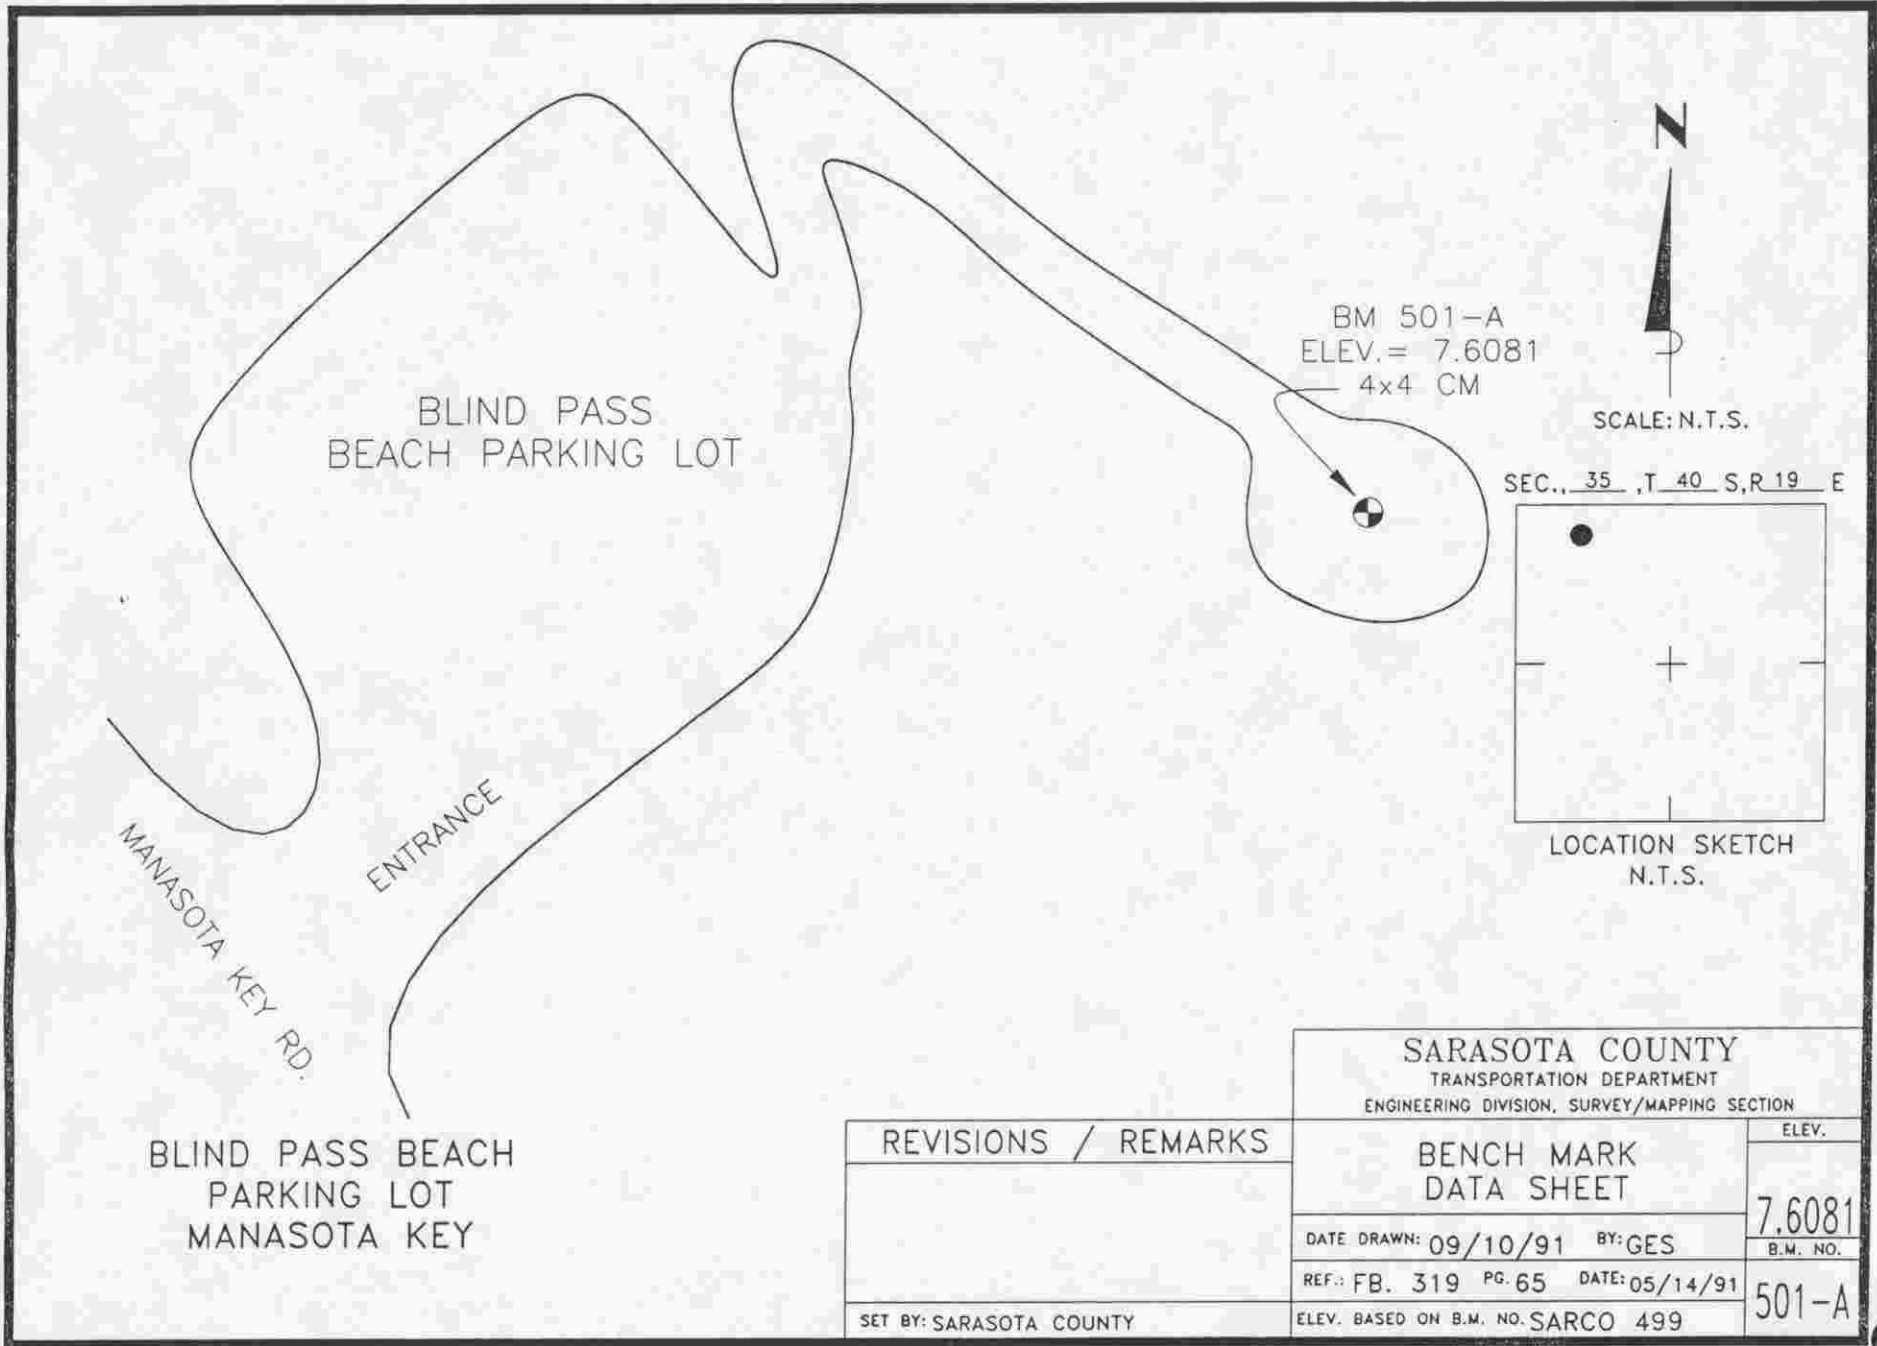 N
BM 501-A
ELEV.= 7.6081
4x4 CM
SCALE: N.T.S.
BLIND PASS
BEACH PARKING LOT
SEC., 35 ,T 40 S,R 19 E
LOCATION SKETCH
N.T.S.
ENTRANCE
MANASOTA KEY RD.
BLIND PASS BEACH
PARKING LOT
MANASOTA KEY
REVISIONS / REMARKS
SET BY: SARASOTA COUNTY
SARASOTA COUNTY
TRANSPORTATION DEPARTMENT
ENGINEERING DIVISION, SURVEY/MAPPING SECTION
BENCH MARK
DATA SHEET
ELEV.
7.6081
DATE DRAWN: 09/10/91 BY: GES
B.M. NO.
REF.: FB. 319 PG. 65 DATE: 05/14/91
501-A
ELEV. BASED ON B.M. NO. SARCO 499